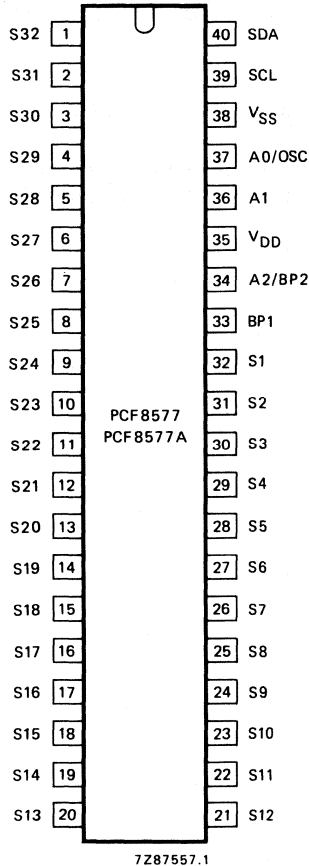 S32 1 40 SDA
S31 2 39 SCL
S30 3 38 VSS
S29 4 37 A0/OSC
S28 5 36 A1
S27 6 35 VDD
S26 7 34 A2/BP2
S25 8 33 BP1
S24 9 32 S1
S23 10 31 S2
PCF8577
PCF8577A
S22 11 30 S3
S21 12 29 S4
S20 13 28 S5
S19 14 27 S6
S18 15 26 S7
S17 16 25 S8
S16 17 24 S9
S15 18 23 S10
S14 19 22 S11
S13 20 21 S12
7Z87557.1